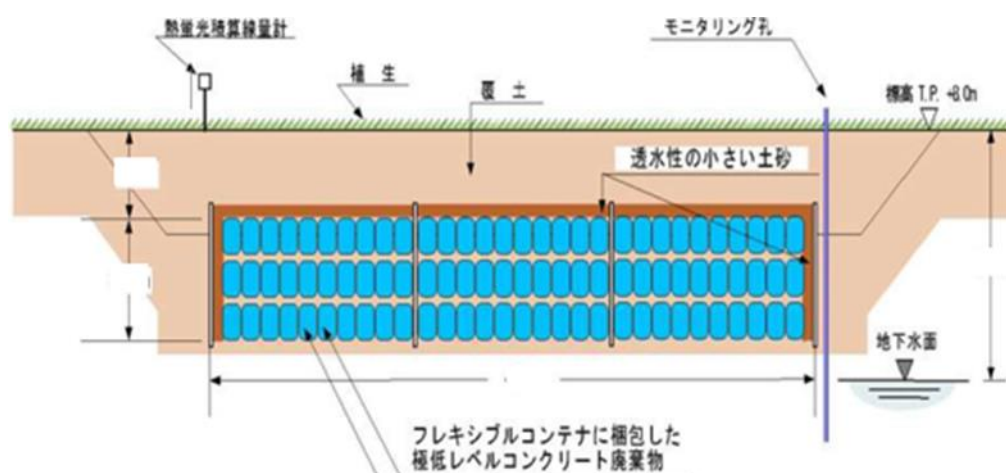 熱蛍光積算線量計
モニタリング孔
植 生
覆 土
標高 T.P. +8.0m
透水性の小さい土砂
地下水面
フレキシブルコンテナに梱包した
極低レベルコンクリート廃棄物